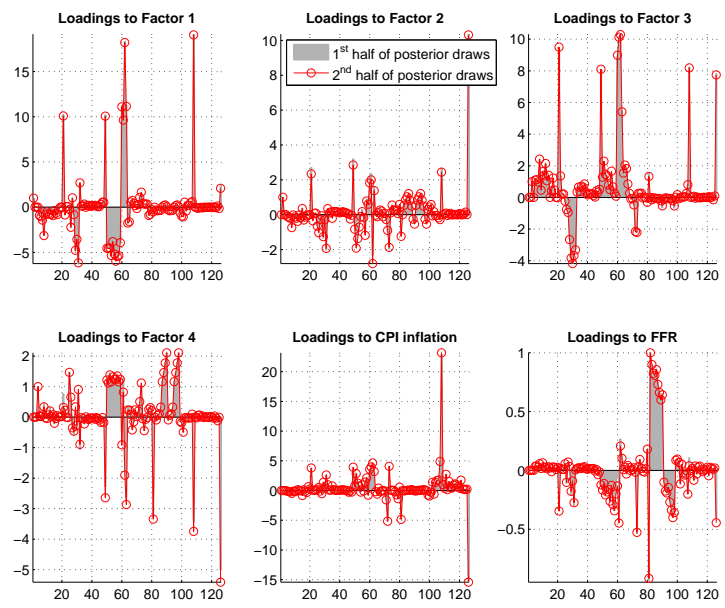 Loadings to Factor 1
Loadings to Factor 2
Loadings to Factor 3
15
10
5
0
−5
20 40 60 80 100 120
10
8
6
4
2
0
−2
20 40 60 80 100 120
1st half of posterior draws
2nd half of posterior draws
10
8
6
4
2
0
−2
−4
20 40 60 80 100 120
Loadings to Factor 4
Loadings to CPI inflation
Loadings to FFR
2
1
0
−1
−2
−3
−4
−5
20 40 60 80 100 120
20
15
10
5
0
−5
−10
−15
20 40 60 80 100 120
1
0.5
0
−0.5
20 40 60 80 100 120